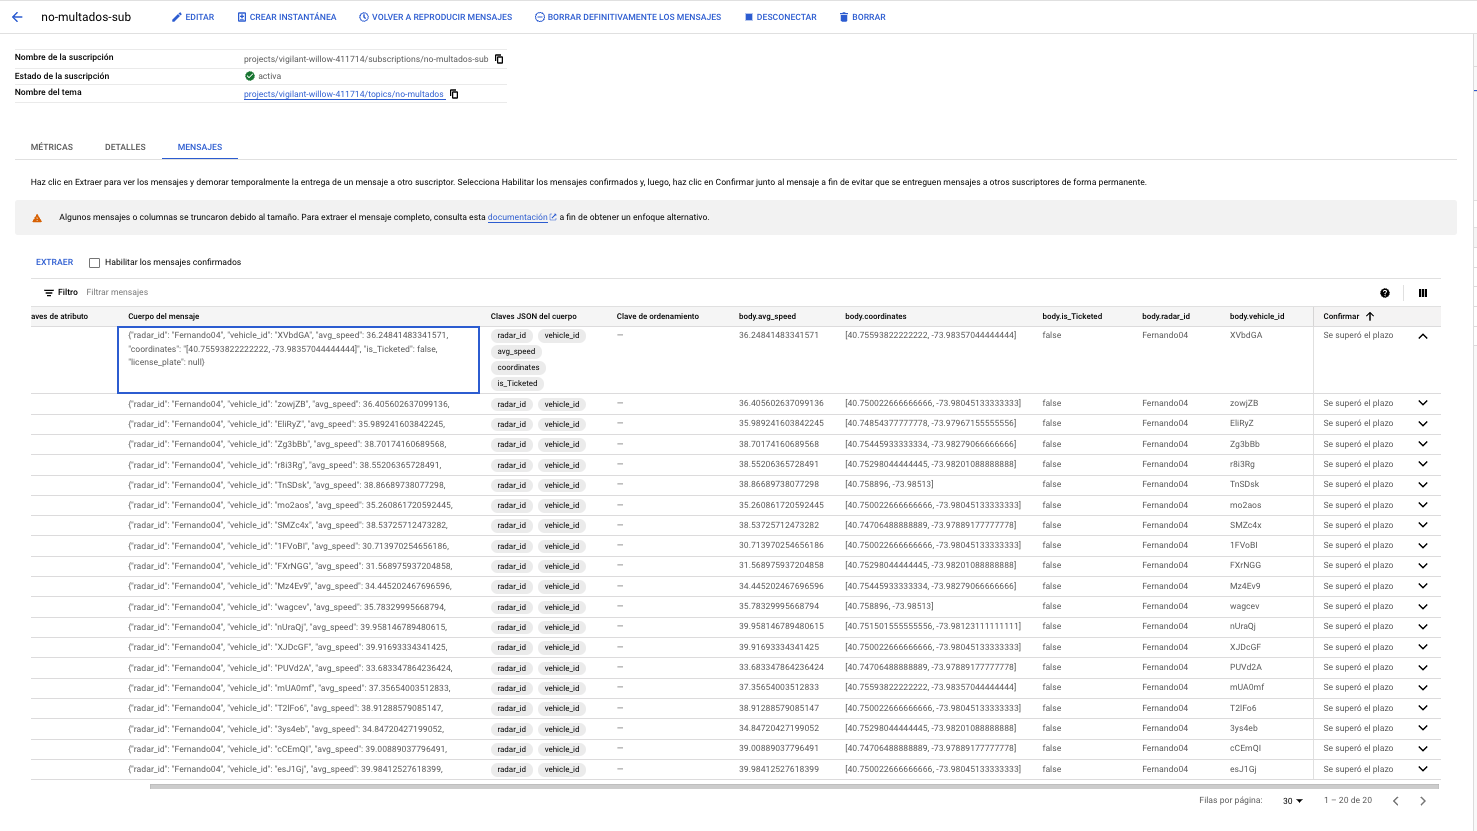 no-multados-sub EDITAR CREAR INSTANTÁNEA VOLVER A REPRODUCIR MENSAJES BORRAR DEFINITIVAMENTE LOS MENSAJES DESCONECTAR BORRAR
Nombre de la suscripción projects/vigilant-willow-411714/subscriptions/no-multados-sub
Estado de la suscripción activa
Nombre del tema projects/vigilant-willow-411714/topics/no-multados
MÉTRICAS DETALLES MENSAJES
Haz clic en Extraer para ver los mensajes y demorar temporalmente la entrega de un mensaje a otro suscriptor. Selecciona Habilitar los mensajes confirmados y, luego, haz clic en Confirmar junto al mensaje a fin de evitar que se entreguen mensajes a otros suscriptores de forma permanente.
Algunos mensajes o columnas se truncaron debido al tamaño. Para extraer el mensaje completo, consulta esta documentación a fin de obtener un enfoque alternativo.
EXTRAER Habilitar los mensajes confirmados
Filtro Filtrar mensajes
aves de atributo Cuerpo del mensaje Claves JSON del cuerpo Clave de ordenamiento body.avg_speed body.coordinates body.is_Ticketed body.radar_id body.vehicle_id Confirmar
{"radar_id": "Fernando04", "vehicle_id": "XVbdGA", "avg_speed": 36.24841483341571, radar_id vehicle_id — 36.24841483341571 [40.75593822222222, -73.98357044444444] false Fernando04 XVbdGA Se superó el plazo
"coordinates": "[40.75593822222222, -73.98357044444444]", "is_Ticketed": false, avg_speed
"license_plate": null} coordinates
is_Ticketed
{"radar_id": "Fernando04", "vehicle_id": "zowjZB", "avg_speed": 36.405602637099136, radar_id vehicle_id — 36.405602637099136 [40.750022666666666, -73.98045133333333] false Fernando04 zowjZB Se superó el plazo
{"radar_id": "Fernando04", "vehicle_id": "EliRyZ", "avg_speed": 35.989241603842245, radar_id vehicle_id — 35.989241603842245 [40.74854377777778, -73.97967155555556] false Fernando04 EliRyZ Se superó el plazo
{"radar_id": "Fernando04", "vehicle_id": "Zg3bBb", "avg_speed": 38.70174160689568, radar_id vehicle_id — 38.70174160689568 [40.75445933333334, -73.98279066666666] false Fernando04 Zg3bBb Se superó el plazo
{"radar_id": "Fernando04", "vehicle_id": "r8i3Rg", "avg_speed": 38.55206365728491, radar_id vehicle_id — 38.55206365728491 [40.75298044444445, -73.98201088888888] false Fernando04 r8i3Rg Se superó el plazo
{"radar_id": "Fernando04", "vehicle_id": "TnSDsk", "avg_speed": 38.86689738077298, radar_id vehicle_id — 38.86689738077298 [40.758896, -73.98513] false Fernando04 TnSDsk Se superó el plazo
{"radar_id": "Fernando04", "vehicle_id": "mo2aos", "avg_speed": 35.260861720592445, radar_id vehicle_id — 35.260861720592445 [40.750022666666666, -73.98045133333333] false Fernando04 mo2aos Se superó el plazo
{"radar_id": "Fernando04", "vehicle_id": "SMZc4x", "avg_speed": 38.53725712473282, radar_id vehicle_id — 38.53725712473282 [40.74706488888889, -73.97889177777778] false Fernando04 SMZc4x Se superó el plazo
{"radar_id": "Fernando04", "vehicle_id": "1FVoBI", "avg_speed": 30.713970254656186, radar_id vehicle_id — 30.713970254656186 [40.750022666666666, -73.98045133333333] false Fernando04 1FVoBI Se superó el plazo
{"radar_id": "Fernando04", "vehicle_id": "FXrNGG", "avg_speed": 31.568975937204858, radar_id vehicle_id — 31.568975937204858 [40.75298044444445, -73.98201088888888] false Fernando04 FXrNGG Se superó el plazo
{"radar_id": "Fernando04", "vehicle_id": "Mz4Ev9", "avg_speed": 34.445202467696596, radar_id vehicle_id — 34.445202467696596 [40.75445933333334, -73.98279066666666] false Fernando04 Mz4Ev9 Se superó el plazo
{"radar_id": "Fernando04", "vehicle_id": "wagcev", "avg_speed": 35.78329995668794, radar_id vehicle_id — 35.78329995668794 [40.758896, -73.98513] false Fernando04 wagcev Se superó el plazo
{"radar_id": "Fernando04", "vehicle_id": "nUraQj", "avg_speed": 39.958146789480615, radar_id vehicle_id — 39.958146789480615 [40.751501555555556, -73.98123111111111] false Fernando04 nUraQj Se superó el plazo
{"radar_id": "Fernando04", "vehicle_id": "XJDcGF", "avg_speed": 39.91693334341425, radar_id vehicle_id — 39.91693334341425 [40.750022666666666, -73.98045133333333] false Fernando04 XJDcGF Se superó el plazo
{"radar_id": "Fernando04", "vehicle_id": "PUVd2A", "avg_speed": 33.683347864236424, radar_id vehicle_id — 33.683347864236424 [40.74706488888889, -73.97889177777778] false Fernando04 PUVd2A Se superó el plazo
{"radar_id": "Fernando04", "vehicle_id": "mUA0mf", "avg_speed": 37.35654003512833, radar_id vehicle_id — 37.35654003512833 [40.75593822222222, -73.98357044444444] false Fernando04 mUA0mf Se superó el plazo
{"radar_id": "Fernando04", "vehicle_id": "T2lFo6", "avg_speed": 38.91288579085147, radar_id vehicle_id — 38.91288579085147 [40.750022666666666, -73.98045133333333] false Fernando04 T2lFo6 Se superó el plazo
{"radar_id": "Fernando04", "vehicle_id": "3ys4eb", "avg_speed": 34.84720427199052, radar_id vehicle_id — 34.84720427199052 [40.75298044444445, -73.98201088888888] false Fernando04 3ys4eb Se superó el plazo
{"radar_id": "Fernando04", "vehicle_id": "cCEmQI", "avg_speed": 39.00889037796491, radar_id vehicle_id — 39.00889037796491 [40.74706488888889, -73.97889177777778] false Fernando04 cCEmQI Se superó el plazo
{"radar_id": "Fernando04", "vehicle_id": "esJ1Gj", "avg_speed": 39.98412527618399, radar_id vehicle_id — 39.98412527618399 [40.750022666666666, -73.98045133333333] false Fernando04 esJ1Gj Se superó el plazo
Filas por página: 30 1 – 20 de 20